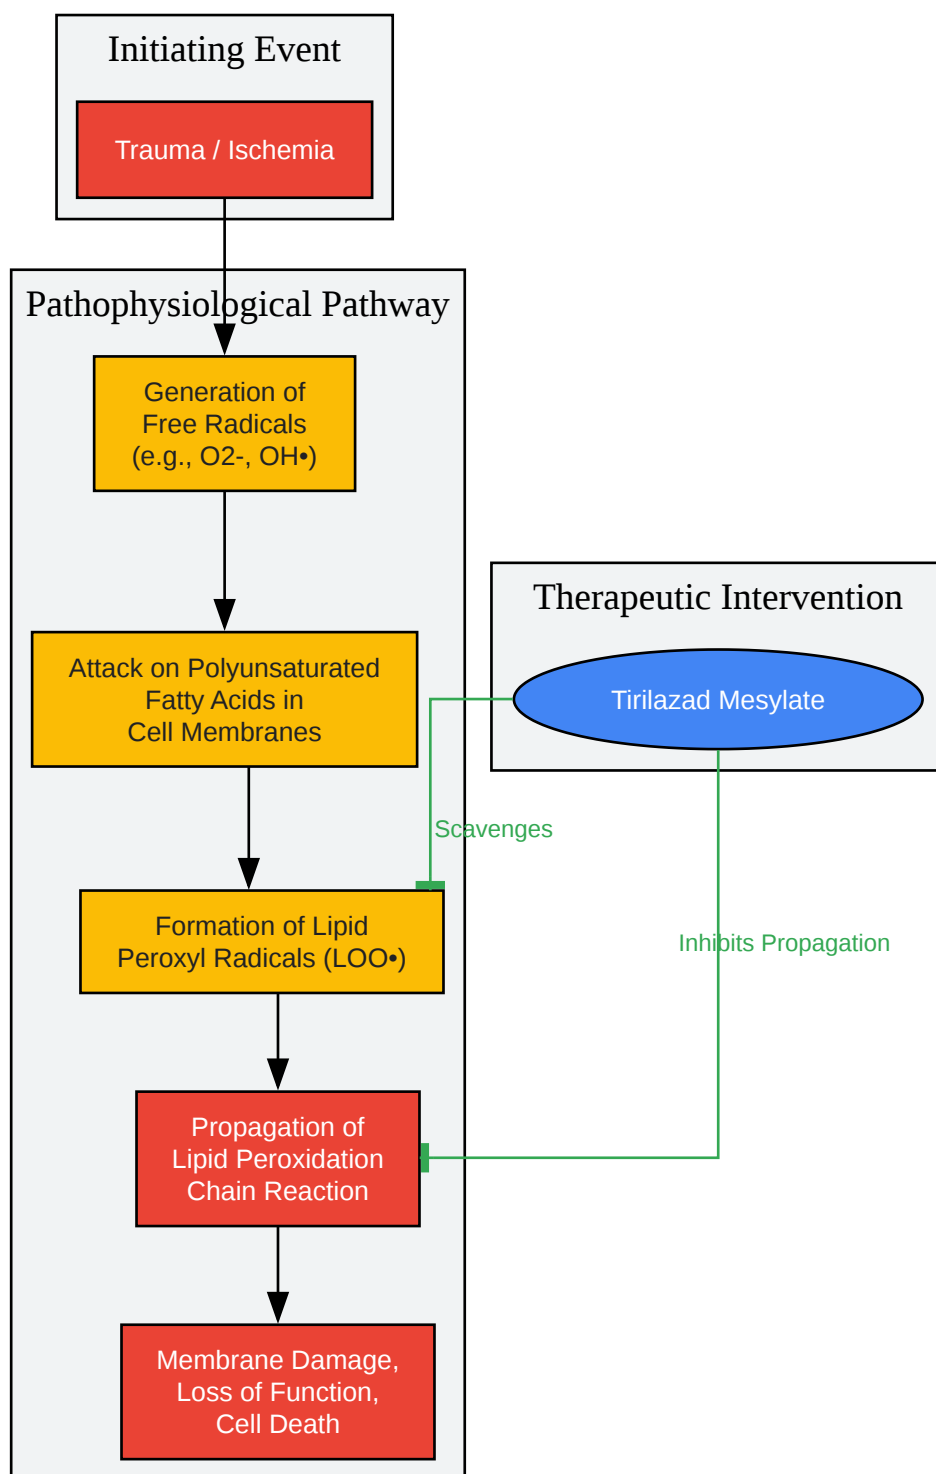 Initiating Event
Trauma / Ischemia
Pathophysiological Pathway
Generation of
Free Radicals
(e.g., O2-, OH•)
Attack on Polyunsaturated
Fatty Acids in
Cell Membranes
Therapeutic Intervention
Tirilazad Mesylate
Scavenges
Formation of Lipid
Peroxyl Radicals (LOO•)
Inhibits Propagation
Propagation of
Lipid Peroxidation
Chain Reaction
Membrane Damage,
Loss of Function,
Cell Death